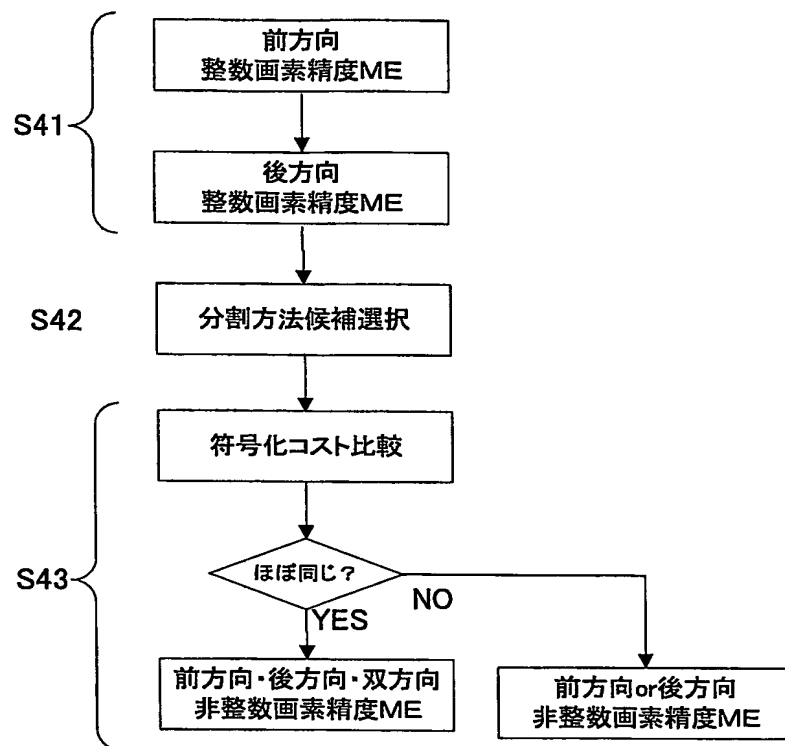 前方向
整数画素精度ME
S41
後方向
整数画素精度ME
S42
分割方法候補選択
符号化コスト比較
S43
ほぼ同じ?
NO
YES
前方向・後方向・双方向
非整数画素精度ME
前方向or後方向
非整数画素精度ME